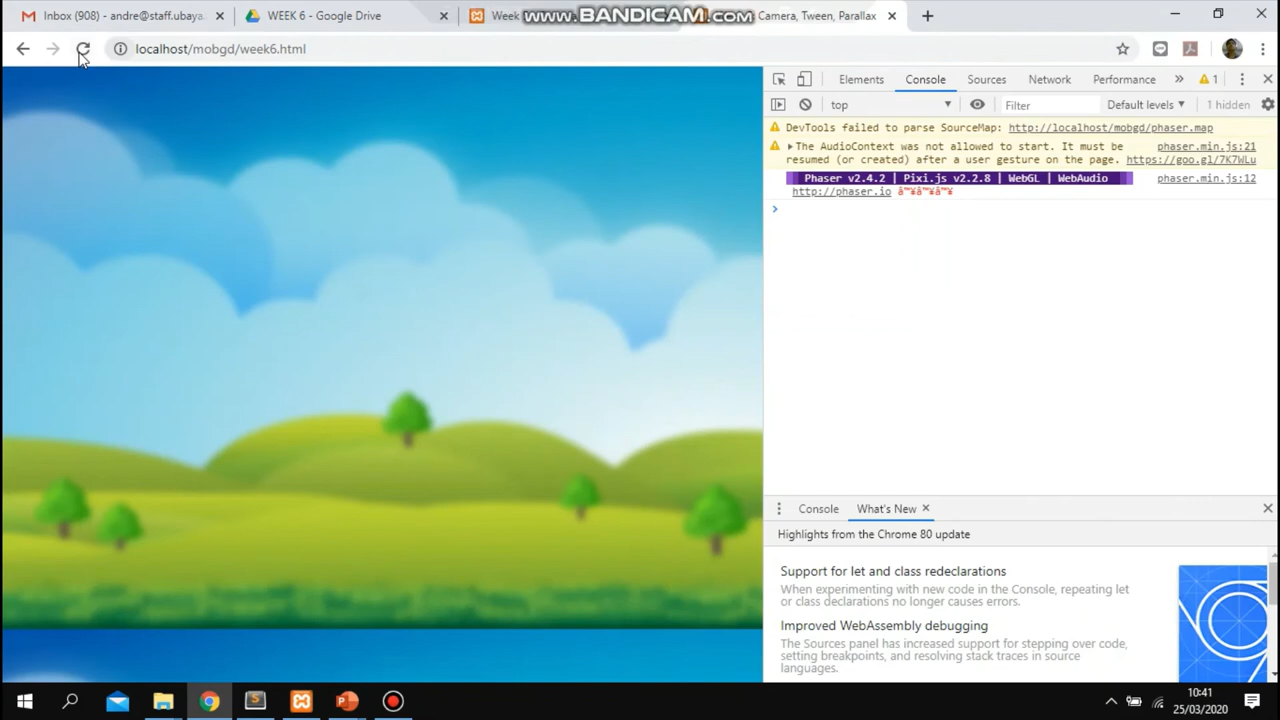 Inbox (908) - andre@staff.ubaya.
WEEK 6 - Google Drive
Week
www.BANDICAM.com
Camera, Tween, Parallax
localhost/mobgd/week6.html
Elements
Console
Sources
Network
Performance
1
top
Filter
Default levels
1 hidden
DevTools failed to parse SourceMap: http://localhost/mobgd/phaser.map
The AudioContext was not allowed to start. It must be
phaser.min.js:21
resumed (or created) after a user gesture on the page. https://goo.gl/7K7WLu
Phaser v2.4.2 | Pixi.js v2.2.8 | WebGL | WebAudio
phaser.min.js:12
http://phaser.io â™¥â™¥â™¥
Console
What's New
Highlights from the Chrome 80 update
Support for let and class redeclarations
When experimenting with new code in the Console, repeating let
or class declarations no longer causes errors.
Improved WebAssembly debugging
The Sources panel has increased support for stepping over code,
setting breakpoints, and resolving stack traces in source
languages.
10:41
25/03/2020